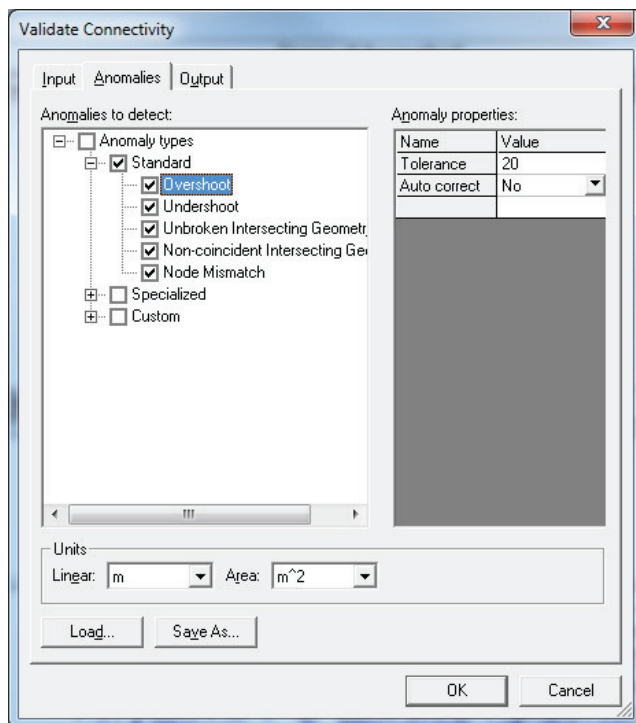 Validate Connectivity
Input Anomalies Output
Anomalies to detect:
Anomaly types
Standard
Overshoot
Undershoot
Unbroken Intersecting Geometr
Non-coincident Intersecting Ge
Node Mismatch
Specialized
Custom
Anomaly properties:
Name Value
Tolerance 20
Auto correct No
Units
Linear: m Area: m^2
Load... Save As...
OK Cancel